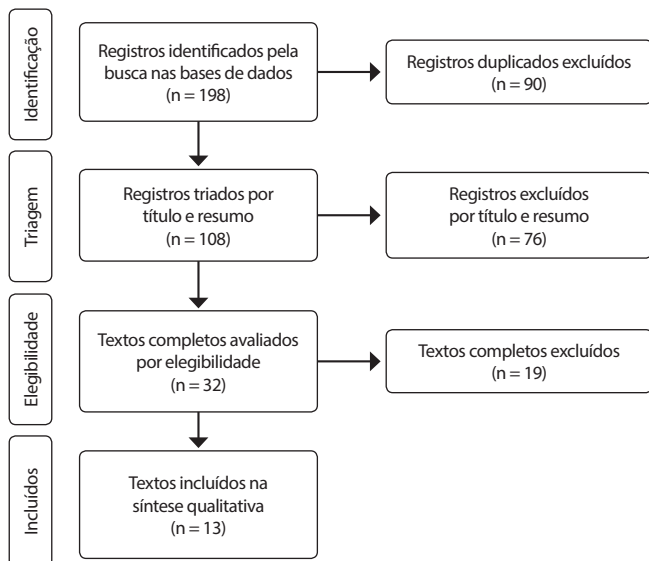 Identificação
Registros identificados pela
busca nas bases de dados
(n = 198)
Registros duplicados excluídos
(n = 90)
Triagem
Registros triados por
título e resumo
(n = 108)
Registros excluídos
por título e resumo
(n = 76)
Elegibilidade
Textos completos avaliados
por elegibilidade
(n = 32)
Textos completos excluídos
(n = 19)
Incluídos
Textos incluídos na
síntese qualitativa
(n = 13)